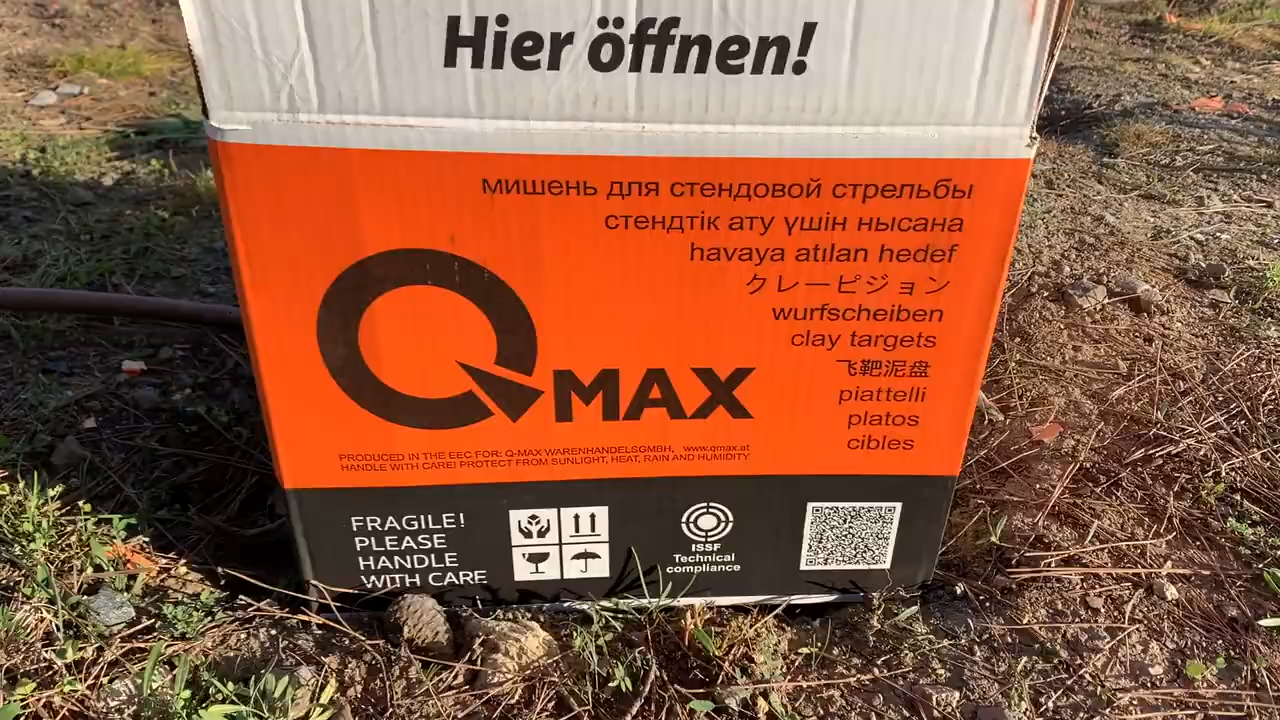 Hier öffnen!
мишень для стендовой стрельбы
стендтік ату үшін нысана
havaya atılan hedef
クレーピジョン
wurfscheiben
clay targets
飞靶泥盘
piattelli
platos
cibles
QMAX
PRODUCED IN THE EEC FOR: Q-MAX WARENHANDELSGMBH, www.qmax.at
HANDLE WITH CARE! PROTECT FROM SUNLIGHT, HEAT, RAIN AND HUMIDITY
FRAGILE!
PLEASE
HANDLE
WITH CARE
ISSF
Technical
compliance